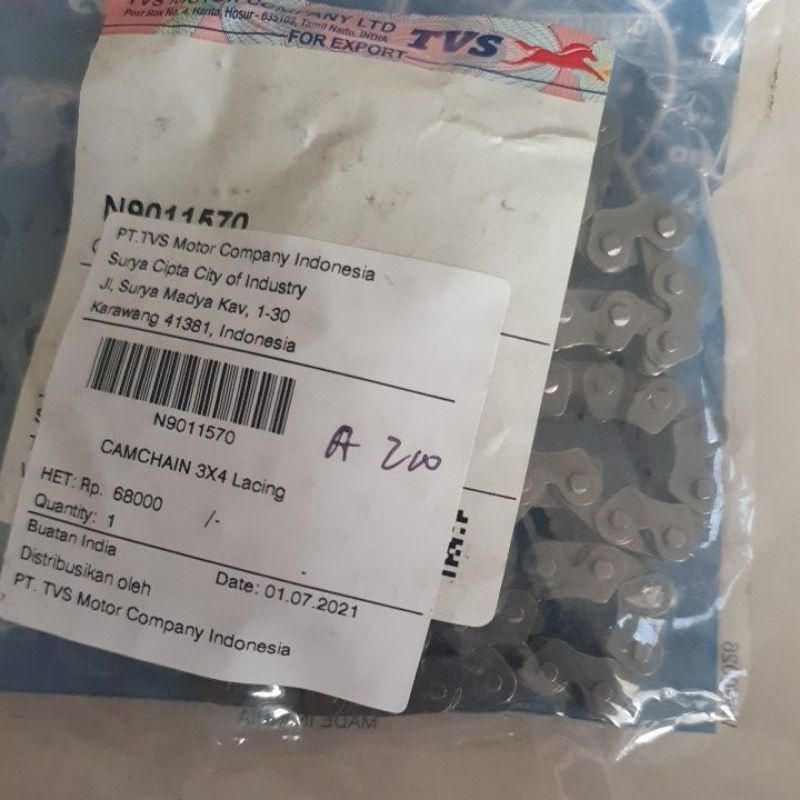 TVS MOTOR COMPANY LTD
Post Box No. 4, Harita, Hosur - 635109, Tamil Nadu, INDIA
FOR EXPORT
TVS
N9011570
PT.TVS Motor Company Indonesia
Surya Cipta City of Industry
Jl, Surya Madya Kav, 1-30
Karawang 41381, Indonesia
N9011570
A 200
CAMCHAIN 3X4 Lacing
HET: Rp. 68000 /-
Quantity: 1
Buatan India
Date: 01.07.2021
Distribusikan oleh
PT. TVS Motor Company Indonesia
MADE IN INDIA